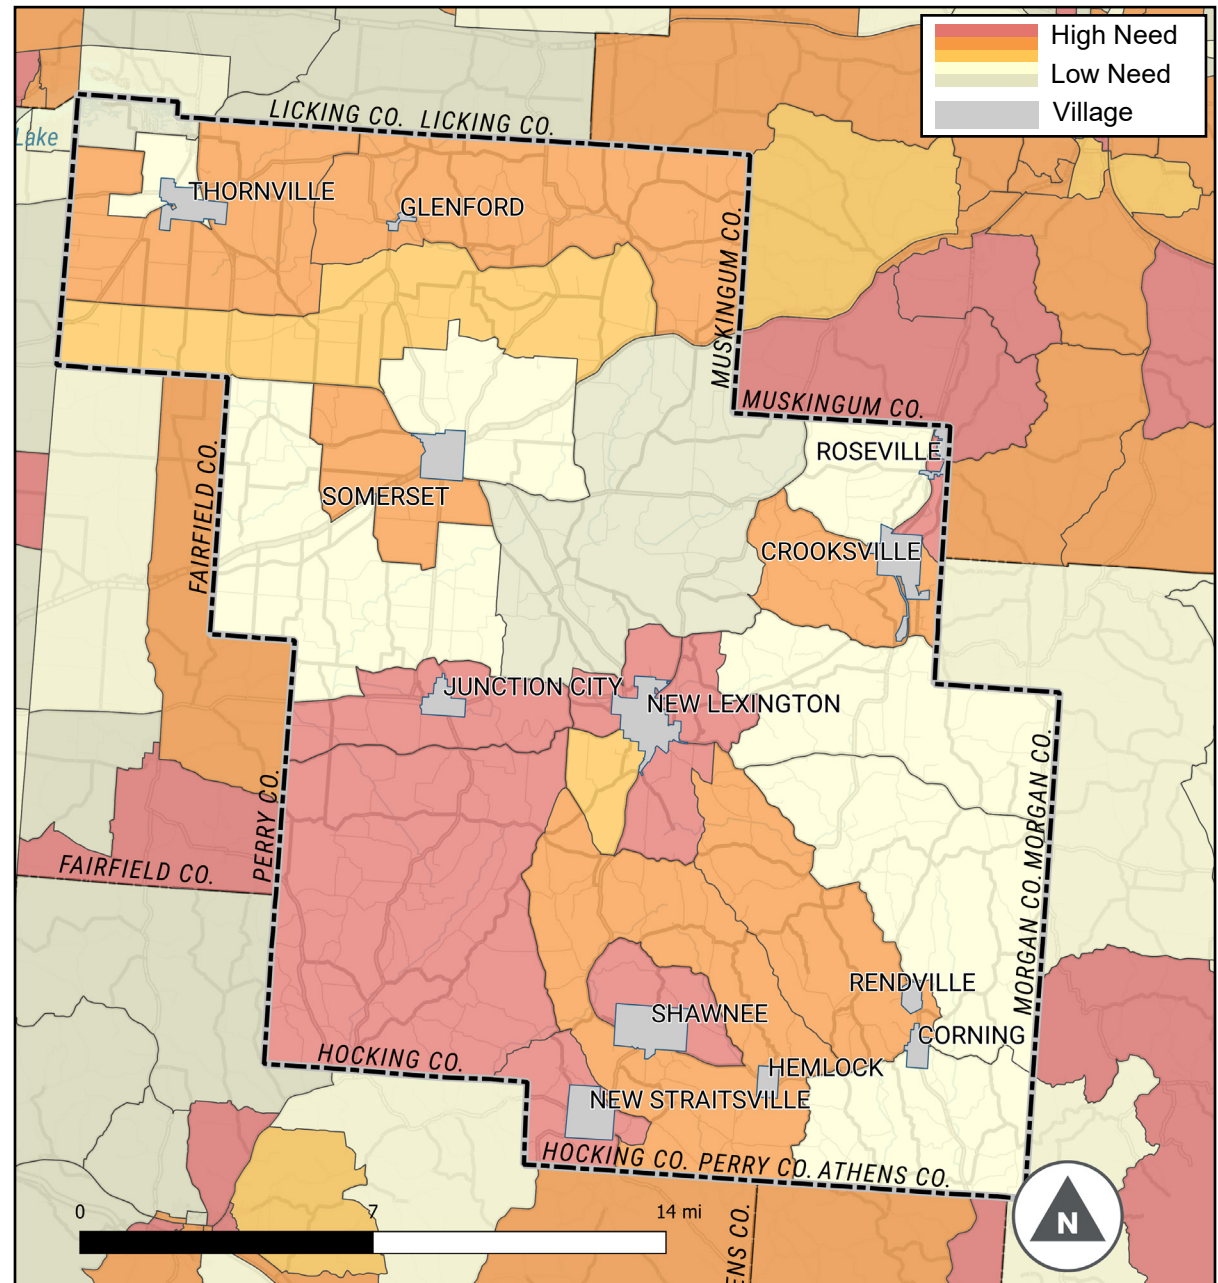 High Need
Low Need
Village
LICKING CO. LICKING CO.
Lake
THORNVILLE
GLENFORD
MUSKINGUM CO.
MUSKINGUM CO.
FAIRFIELD CO.
ROSEVILLE
SOMERSET
CROOKSVILLE
JUNCTION CITY
NEW LEXINGTON
PERRY CO.
MORGAN CO. MORGAN CO.
FAIRFIELD CO.
RENDVILLE
SHAWNEE
CORNING
HOCKING CO.
HEMLOCK
NEW STRAITSVILLE
HOCKING CO. PERRY CO. ATHENS CO.
0 7 14 mi
N
ENS CO.